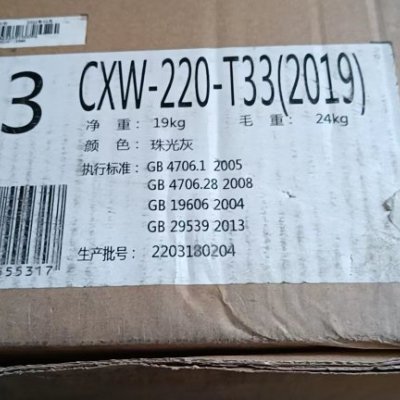 3
CXW-220-T33(2019)
净 重： 19kg 毛 重： 24kg
颜 色： 珠光灰
执行标准： GB 4706.1 2005
GB 4706.28 2008
GB 19606 2004
GB 29539 2013
生产批号： 2203180204
55317